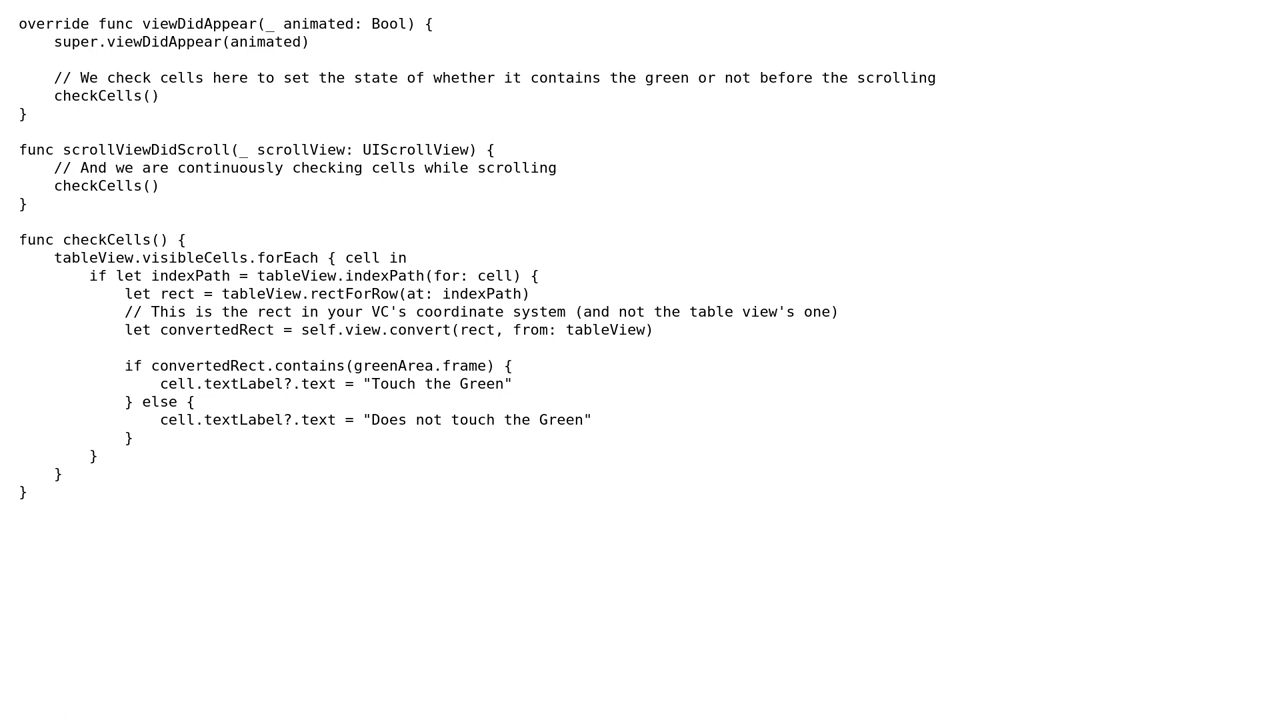 override func viewDidAppear(_ animated: Bool) {
    super.viewDidAppear(animated)

    // We check cells here to set the state of whether it contains the green or not before the scrolling
    checkCells()
}

func scrollViewDidScroll(_ scrollView: UIScrollView) {
    // And we are continuously checking cells while scrolling
    checkCells()
}

func checkCells() {
    tableView.visibleCells.forEach { cell in
        if let indexPath = tableView.indexPath(for: cell) {
            let rect = tableView.rectForRow(at: indexPath)
            // This is the rect in your VC's coordinate system (and not the table view's one)
            let convertedRect = self.view.convert(rect, from: tableView)

            if convertedRect.contains(greenArea.frame) {
                cell.textLabel?.text = "Touch the Green"
            } else {
                cell.textLabel?.text = "Does not touch the Green"
            }
        }
    }
}